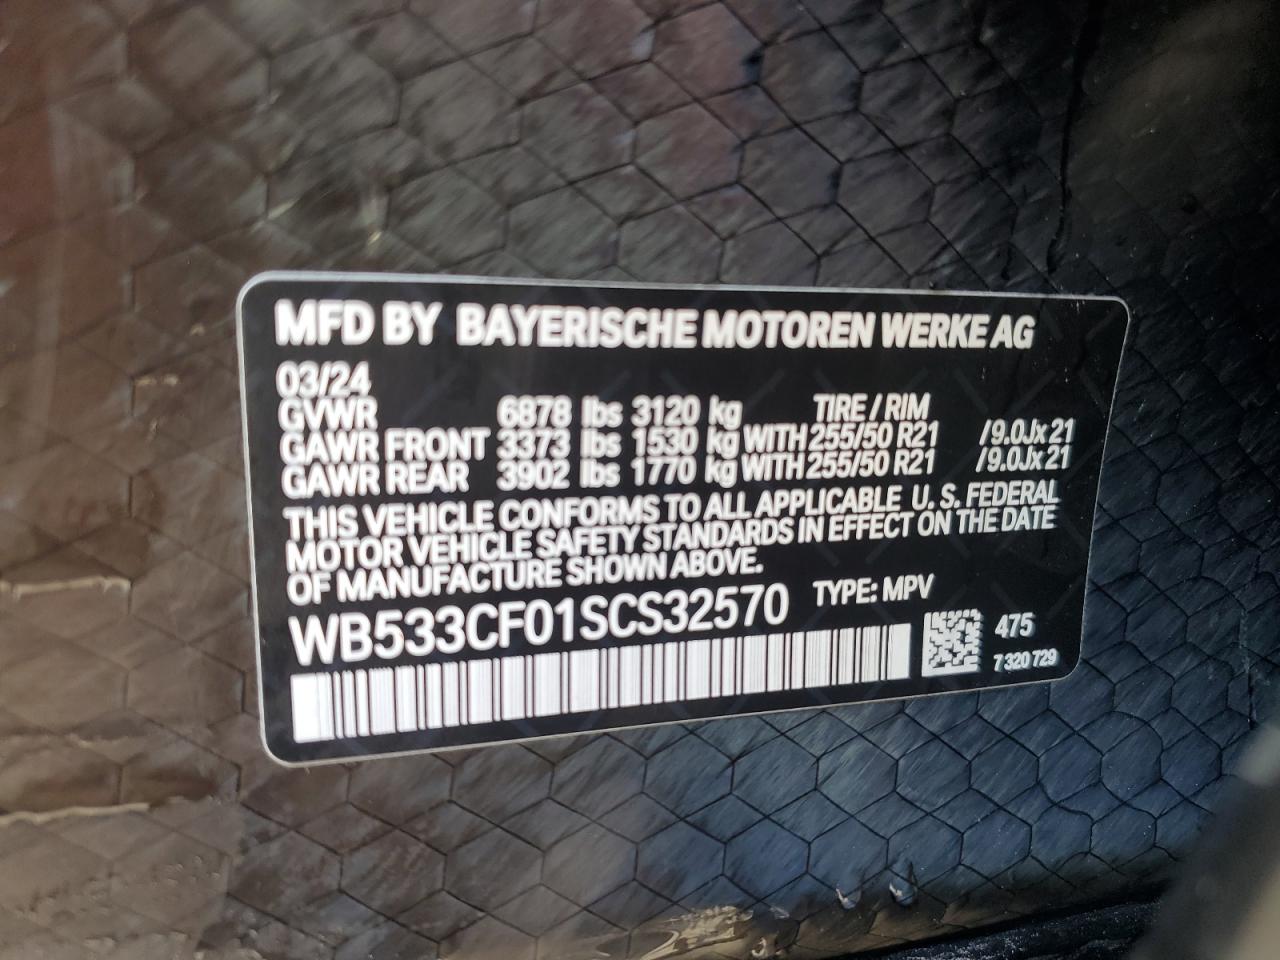 MFD BY BAYERISCHE MOTOREN WERKE AG
03/24
GVWR 6878 lbs 3120 kg TIRE / RIM
GAWR FRONT 3373 lbs 1530 kg WITH 255/50 R21 /9.0Jx21
GAWR REAR 3902 lbs 1770 kg WITH 255/50 R21 /9.0Jx21
THIS VEHICLE CONFORMS TO ALL APPLICABLE U. S. FEDERAL
MOTOR VEHICLE SAFETY STANDARDS IN EFFECT ON THE DATE
OF MANUFACTURE SHOWN ABOVE.
WB533CF01SCS32570 TYPE: MPV
475
7 320 729